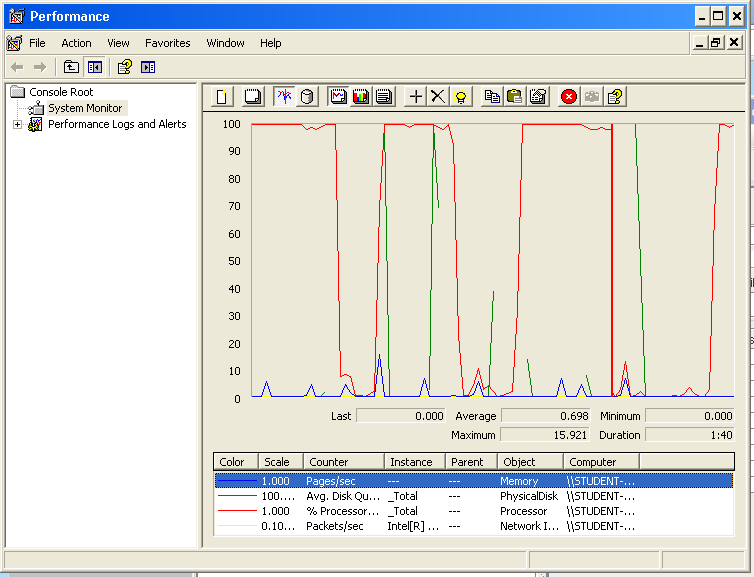 Performance
File Action View Favorites Window Help
Console Root
System Monitor
Performance Logs and Alerts
100
90
80
70
60
50
40
30
20
10
0
Last 0.000 Average 0.698 Minimum 0.000
Maximum 15.921 Duration 1:40
Color Scale Counter Instance Parent Object Computer
1.000 Pages/sec --- --- Memory \\STUDENT-...
100.... Avg. Disk Qu... _Total --- PhysicalDisk \\STUDENT-...
1.000 % Processor... _Total --- Processor \\STUDENT-...
0.10... Packets/sec Intel[R] ... --- Network I... \\STUDENT-...